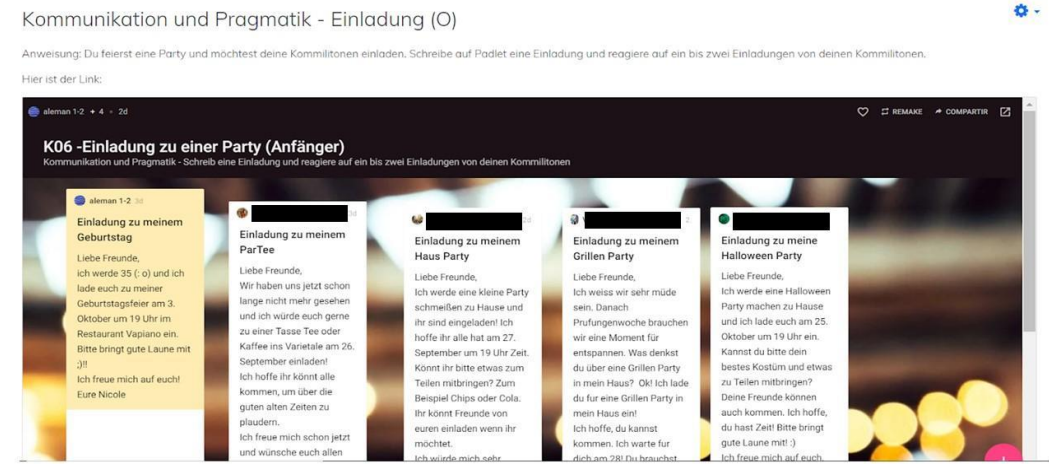 Kommunikation und Pragmatik - Einladung (O)
Anweisung: Du feierst eine Party und möchtest deine Kommilitonen einladen. Schreibe auf Padlet eine Einladung und reagiere auf ein bis zwei Einladungen von deinen Kommilitonen.
Hier ist der Link:
aleman 1-2 + 4 • 2d
REMAKE
COMPARTIR
K06 -Einladung zu einer Party (Anfänger)
Kommunikation und Pragmatik - Schreib eine Einladung und reagiere auf ein bis zwei Einladungen von deinen Kommilitonen
aleman 1-2 3d
Einladung zu meinem
Geburtstag
Liebe Freunde,
ich werde 35 (: o) und ich
lade euch zu meiner
Geburtstagsfeier am 3.
Oktober um 19 Uhr im
Restaurant Vapiano ein.
Bitte bringt gute Laune mit
;)!!
Ich freue mich auf euch!
Eure Nicole
3d
Einladung zu meinem
ParTee
Liebe Freunde,
Wir haben uns jetzt schon
lange nicht mehr gesehen
und ich würde euch gerne
zu einer Tasse Tee oder
Kaffee ins Varietale am 26.
September einladen!
Ich hoffe ihr könnt alle
kommen, um über die
guten alten Zeiten zu
plaudern.
Ich freue mich schon jetzt
und wünsche euch allen
2d
Einladung zu meinem
Haus Party
Liebe Freunde,
Ich werde eine kleine Party
schmeißen zu Hause und
ihr sind eingeladen! Ich
hoffe ihr alle hat am 27.
September um 19 Uhr Zeit.
Könnt ihr bitte etwas zum
Teilen mitbringen? Zum
Beispiel Chips oder Cola.
Ihr könnt Freunde von
euren einladen wenn ihr
möchtet.
Ich würde mich sehr
2
Einladung zu meinem
Grillen Party
Liebe Freunde,
Ich weiss wir sehr müde
sein. Danach
Prufungenwoche brauchen
wir eine Moment für
entspannen. Was denkst
du über eine Grillen Party
in mein Haus? Ok! Ich lade
du fur eine Grillen Party in
mein Haus ein!
Ich hoffe, du kannst
kommen. Ich warte fur
dich am 28! Du brauchst
Einladung zu meine
Halloween Party
Liebe Freunde,
Ich werde eine Halloween
Party machen zu Hause
und ich lade euch am 25.
Oktober um 19 Uhr ein.
Kannst du bitte dein
bestes Kostüm und etwas
zu Teilen mitbringen?
Deine Freunde können
auch kommen. Ich hoffe,
du hast Zeit! Bitte bringt
gute Laune mit! :)
Ich freue mich auf euch,